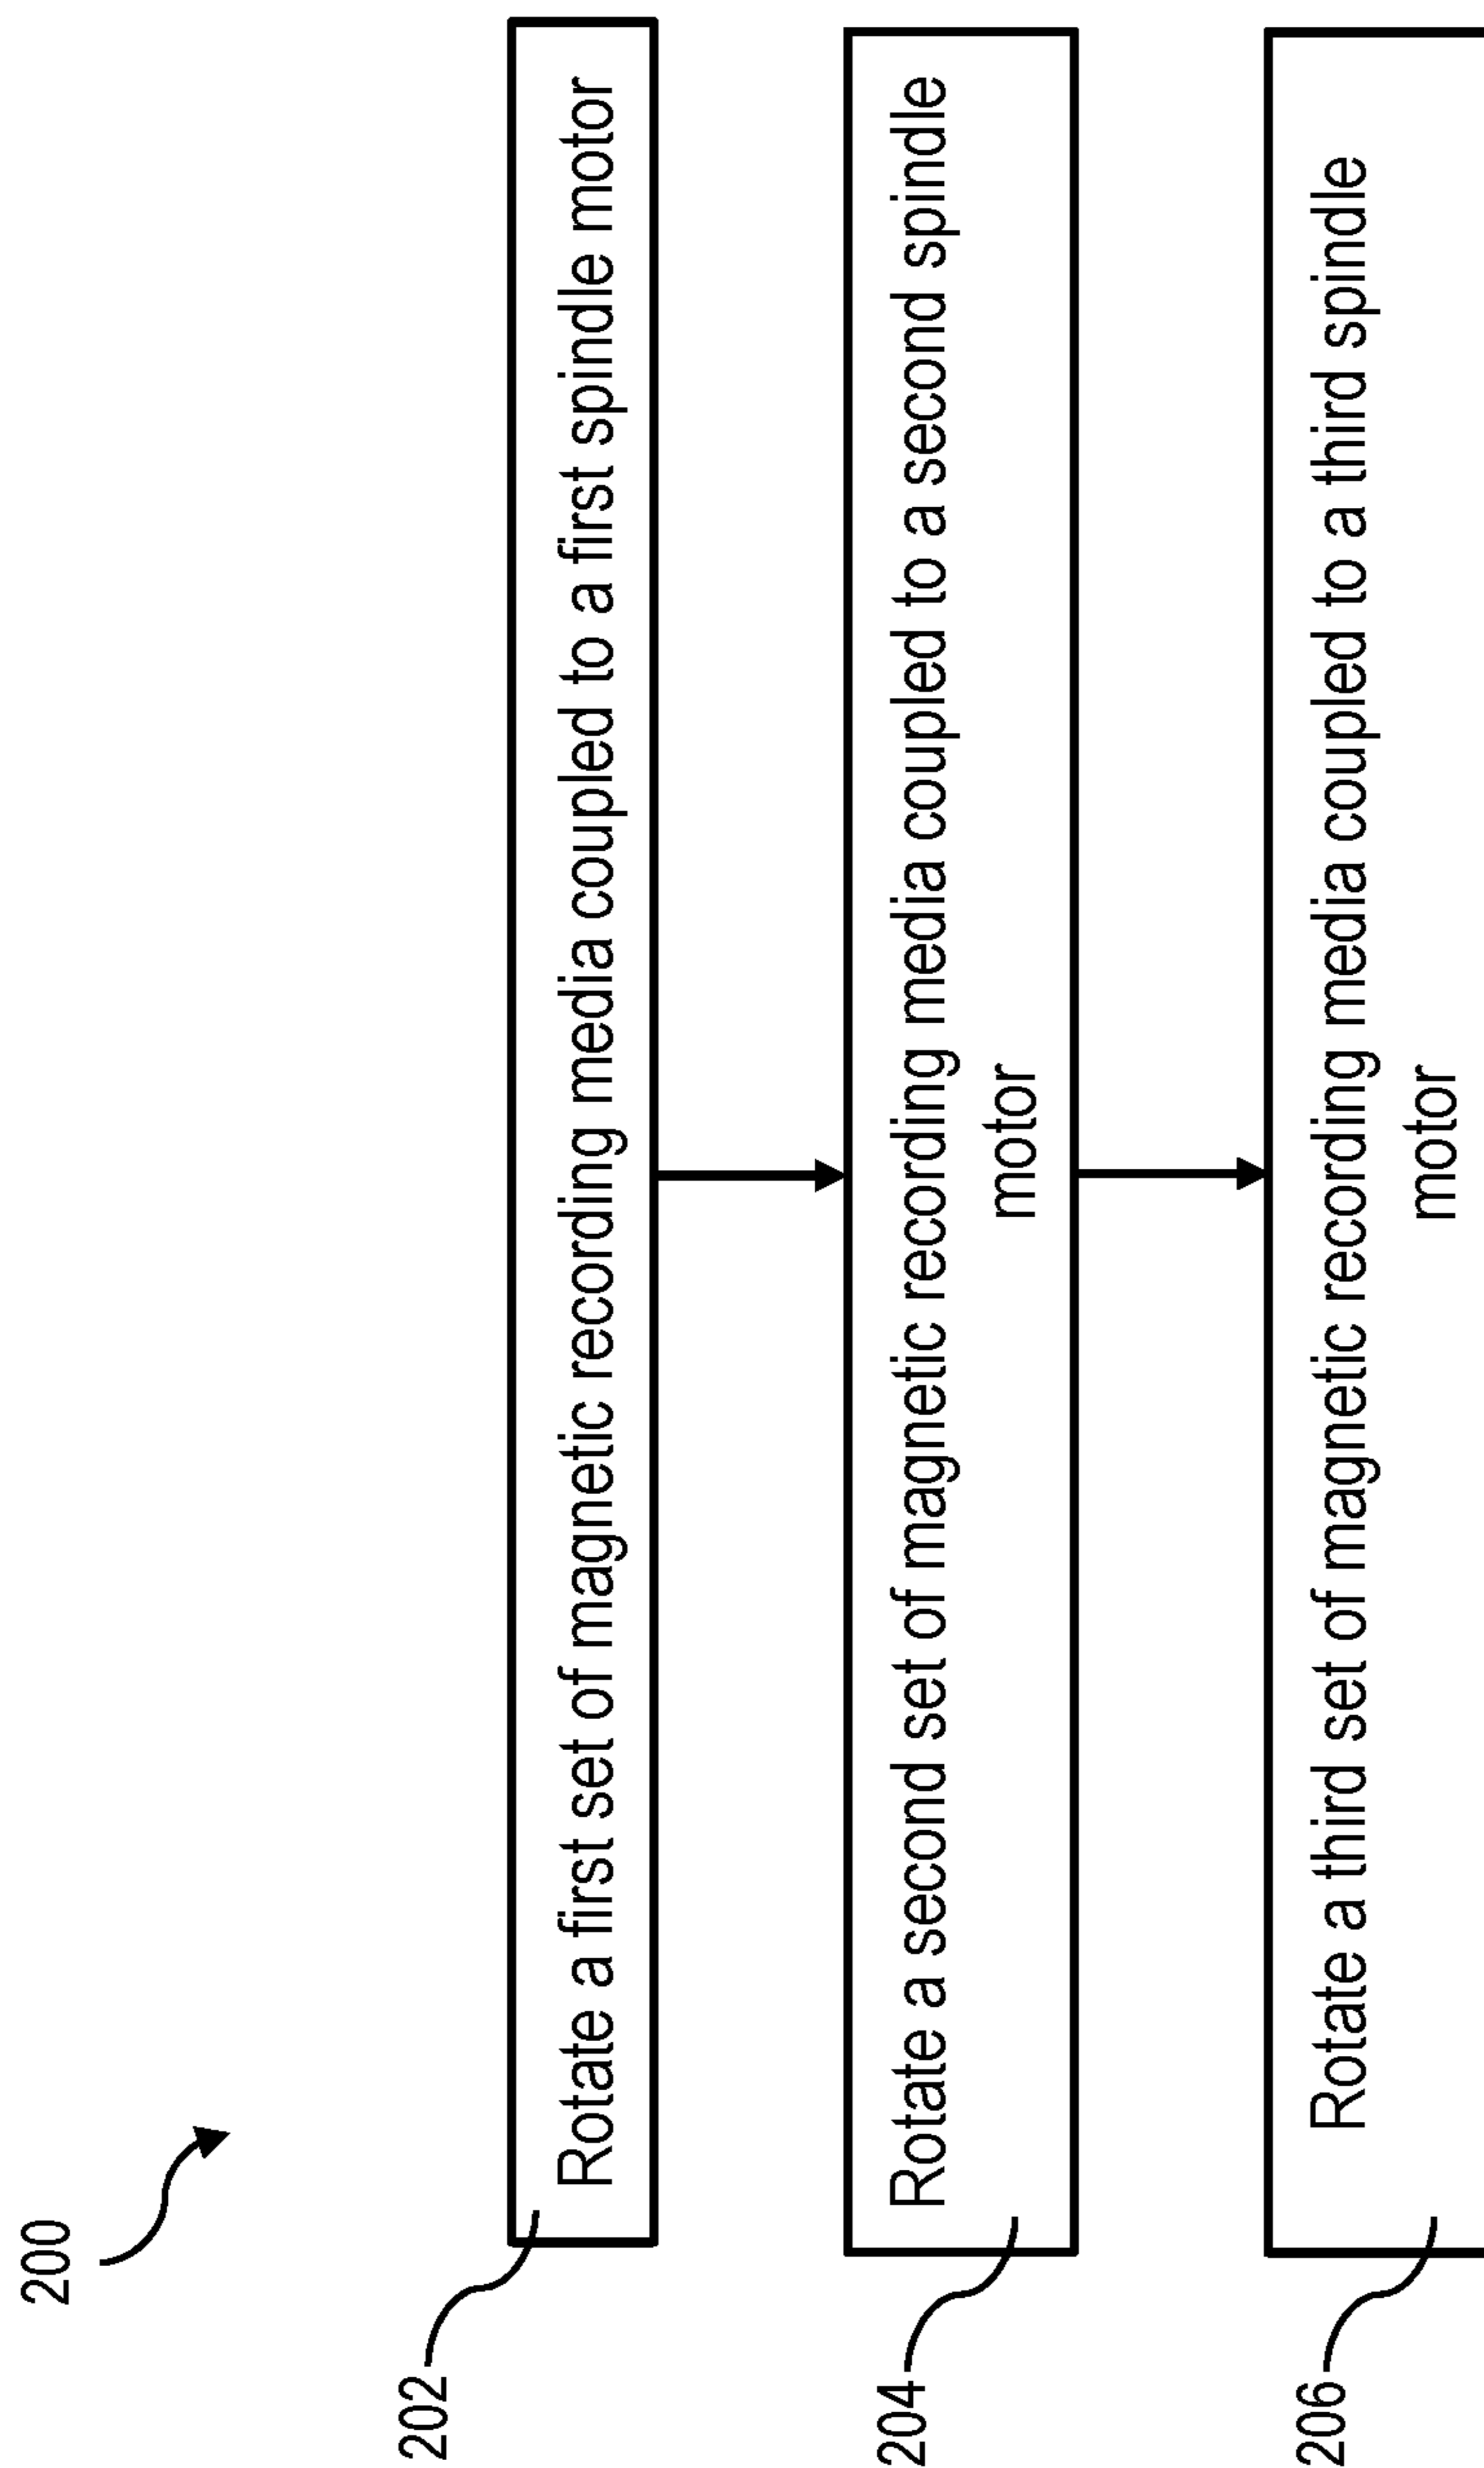 200
202
Rotate a first set of magnetic recording media coupled to a first spindle motor
204
Rotate a second set of magnetic recording media coupled to a second spindle
motor
206
Rotate a third set of magnetic recording media coupled to a third spindle
motor